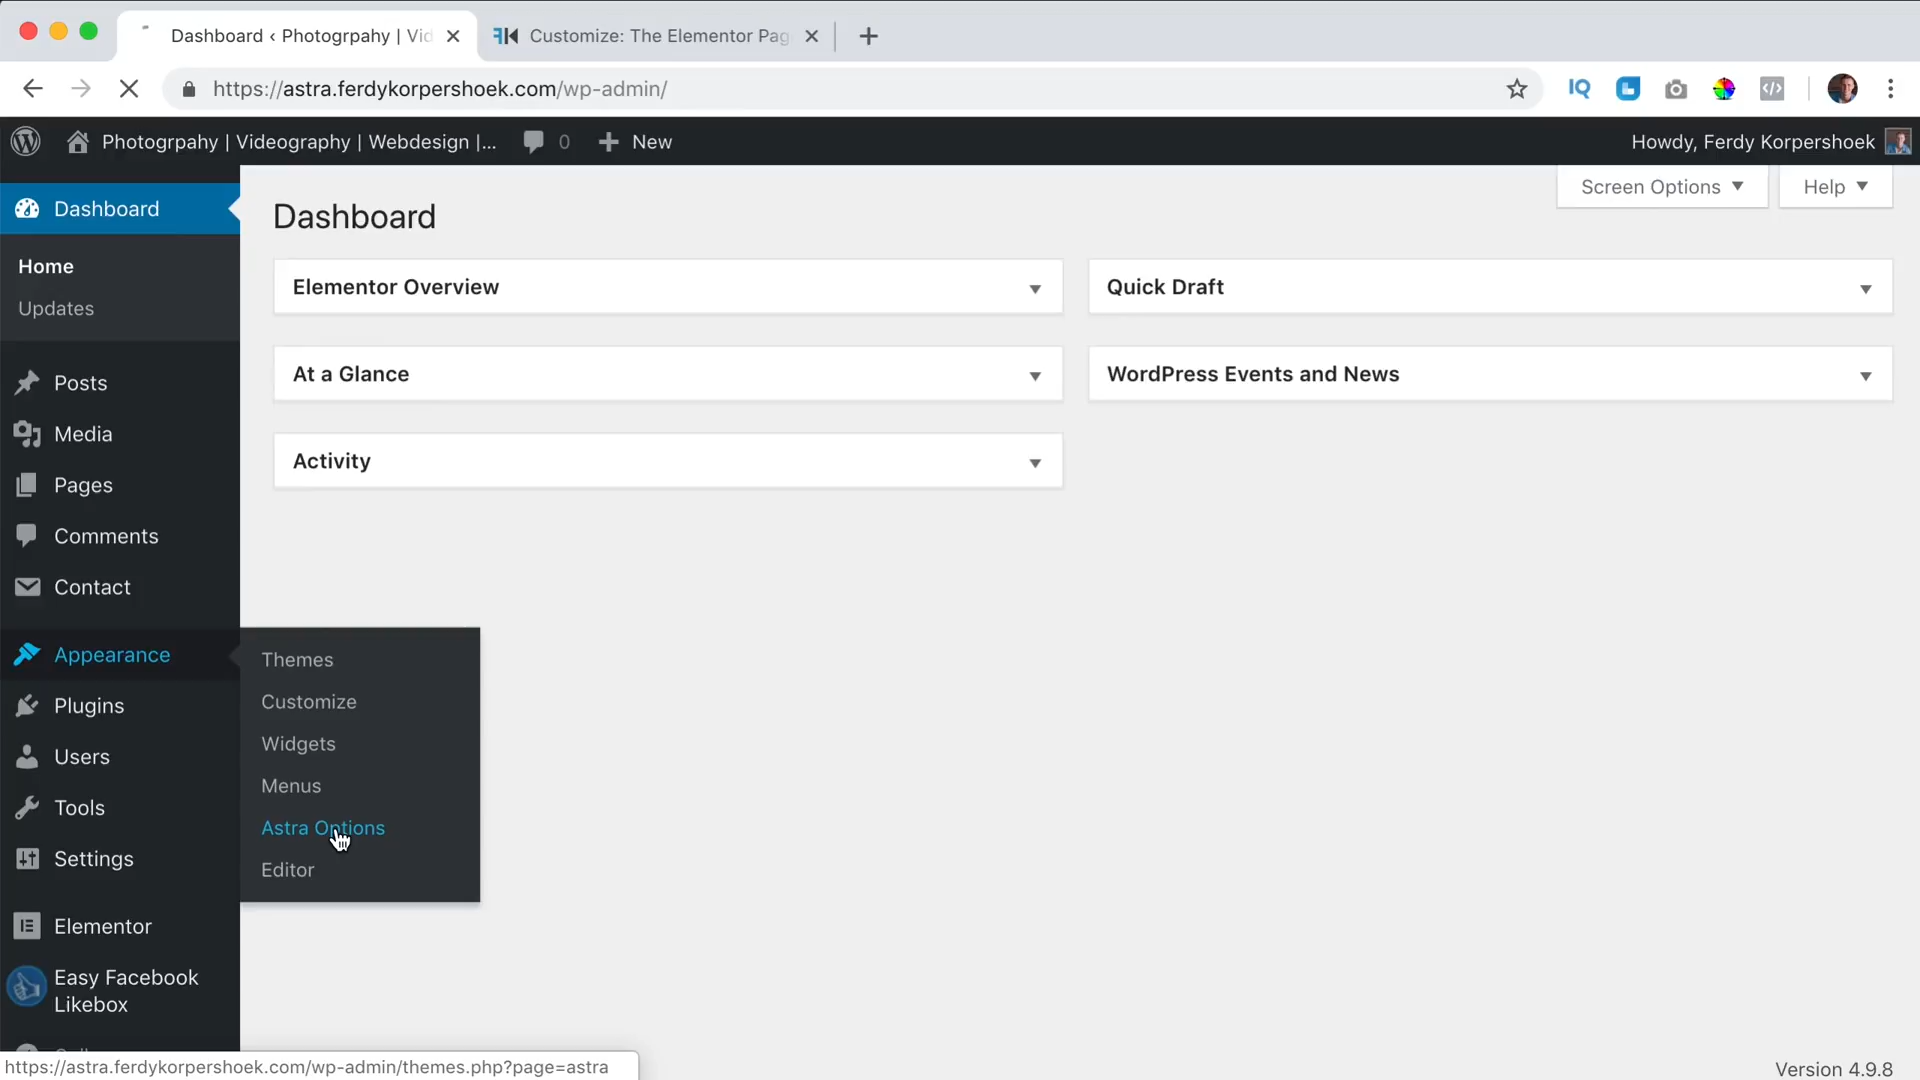 Dashboard ‹ Photogrpahy | Vid
Customize: The Elementor Pag
https://astra.ferdykorpershoek.com/wp-admin/
IQ
Photogrpahy | Videography | Webdesign |...
0
New
Howdy, Ferdy Korpershoek
Screen Options
Help
Dashboard
Home
Updates
Posts
Media
Pages
Comments
Contact
Appearance
Plugins
Users
Tools
Settings
Elementor
Easy Facebook
Likebox
Dashboard
Elementor Overview
Quick Draft
At a Glance
WordPress Events and News
Activity
Themes
Customize
Widgets
Menus
Astra Options
Editor
https://astra.ferdykorpershoek.com/wp-admin/themes.php?page=astra
Version 4.9.8